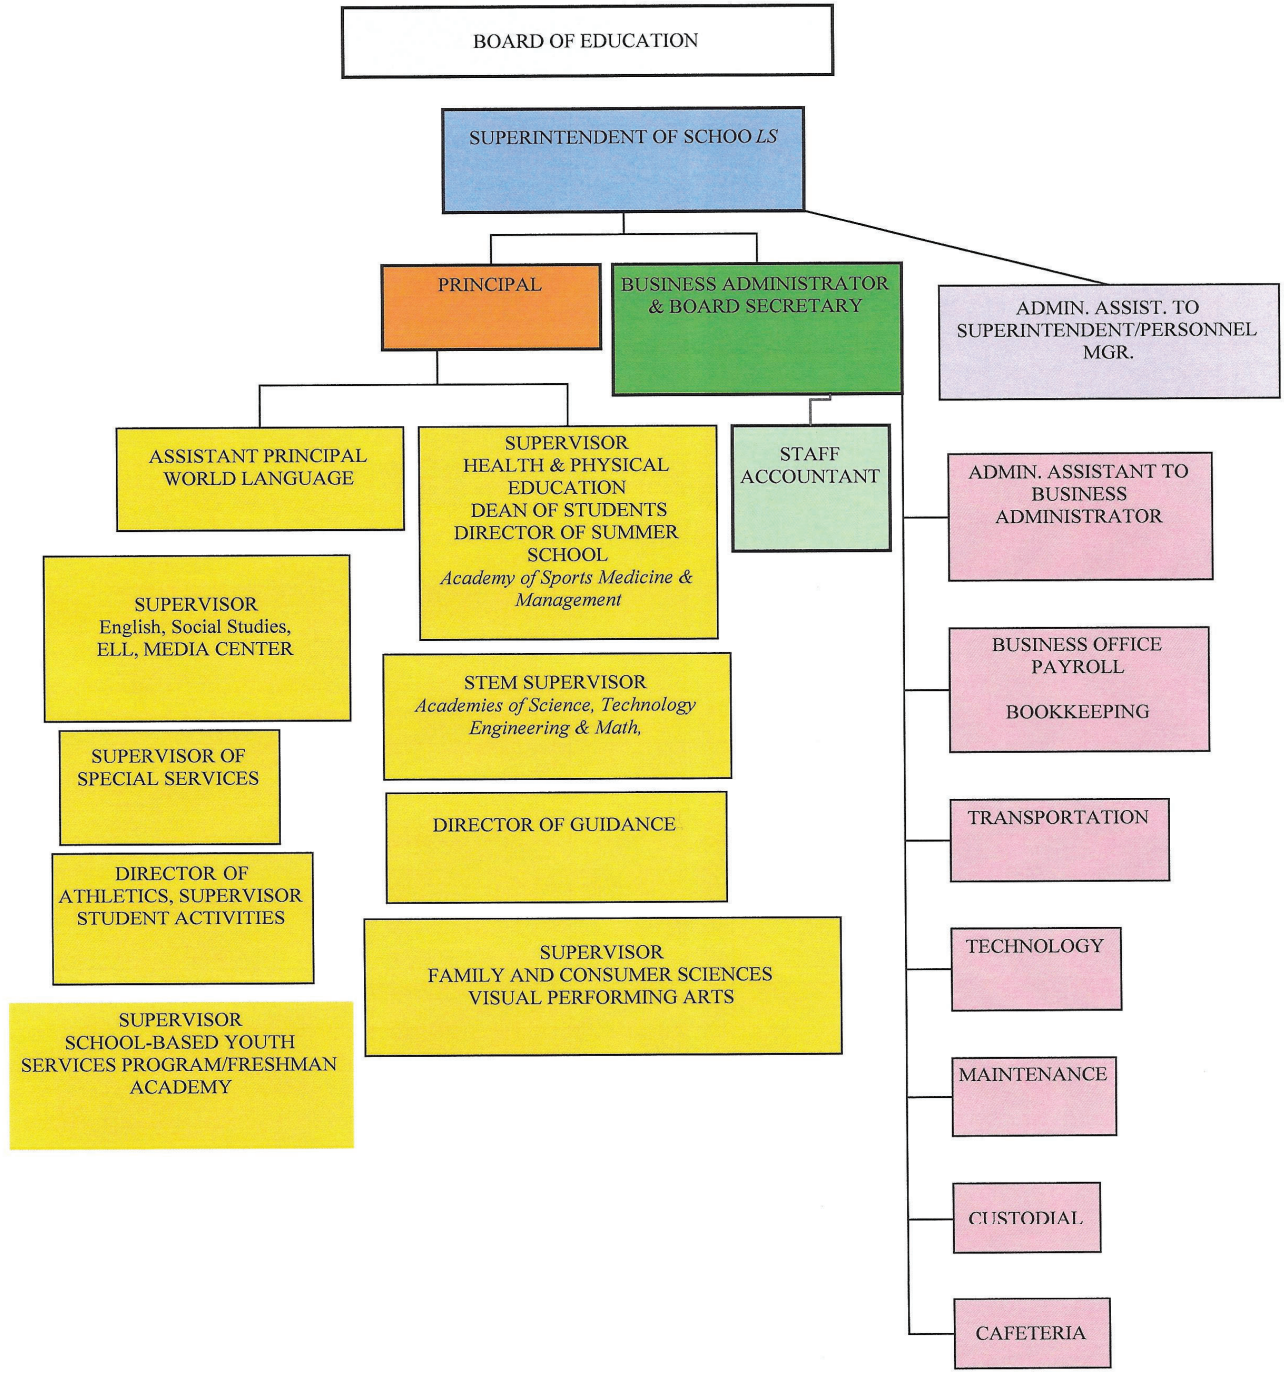 BOARD OF EDUCATION
SUPERINTENDENT OF SCHOO LS
PRINCIPAL
BUSINESS ADMINISTRATOR
& BOARD SECRETARY
ADMIN. ASSIST. TO
SUPERINTENDENT/PERSONNEL
MGR.
ASSISTANT PRINCIPAL
WORLD LANGUAGE
SUPERVISOR
HEALTH & PHYSICAL
EDUCATION
DEAN OF STUDENTS
DIRECTOR OF SUMMER
SCHOOL
Academy of Sports Medicine &
Management
STAFF
ACCOUNTANT
ADMIN. ASSISTANT TO
BUSINESS
ADMINISTRATOR
SUPERVISOR
English, Social Studies,
ELL, MEDIA CENTER
STEM SUPERVISOR
Academies of Science, Technology
Engineering & Math,
BUSINESS OFFICE
PAYROLL
BOOKKEEPING
SUPERVISOR OF
SPECIAL SERVICES
DIRECTOR OF GUIDANCE
TRANSPORTATION
DIRECTOR OF
ATHLETICS, SUPERVISOR
STUDENT ACTIVITIES
SUPERVISOR
FAMILY AND CONSUMER SCIENCES
VISUAL PERFORMING ARTS
TECHNOLOGY
SUPERVISOR
SCHOOL-BASED YOUTH
SERVICES PROGRAM/FRESHMAN
ACADEMY
MAINTENANCE
CUSTODIAL
CAFETERIA